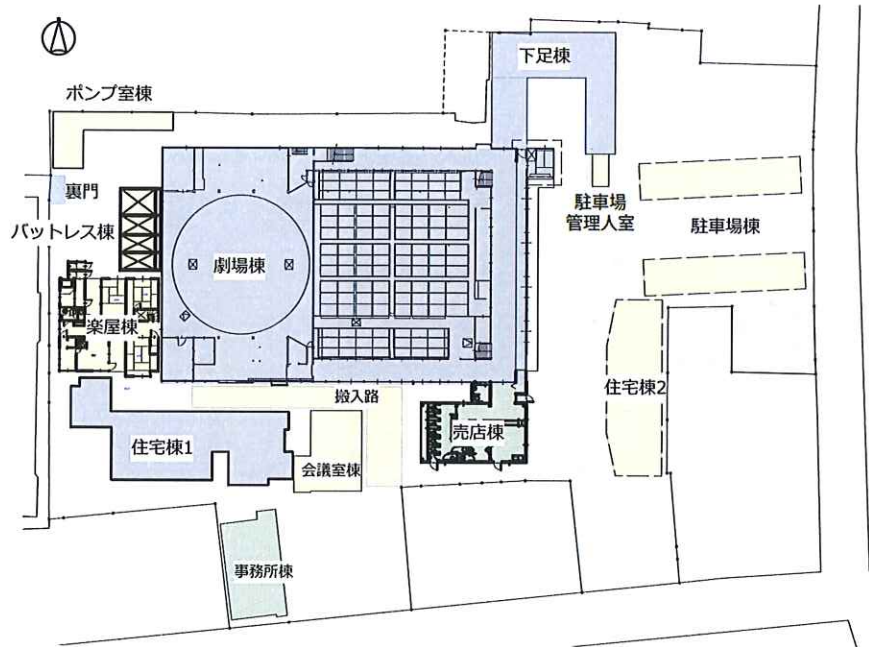 下足棟
ポンプ室棟
裏門
バットレス棟
駐車場
管理人室
駐車場棟
劇場棟
楽屋棟
住宅棟2
搬入路
売店棟
住宅棟1
会議室棟
事務所棟